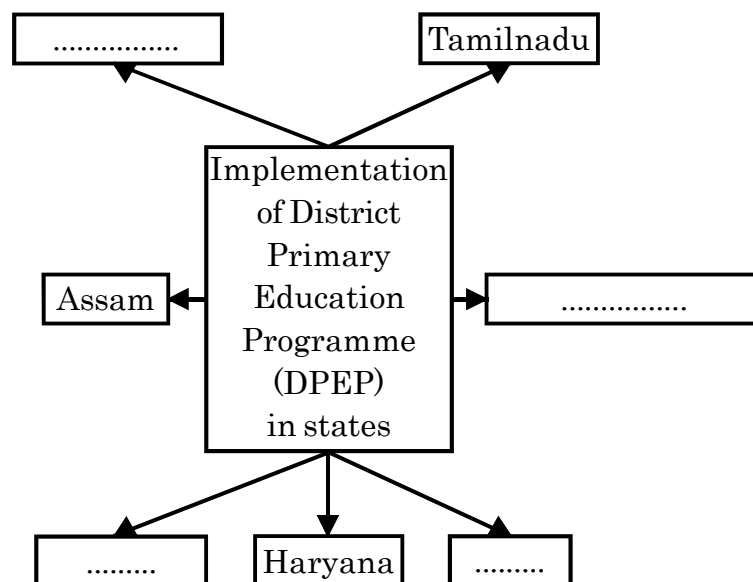 ................
Tamilnadu
Implementation
of District
Primary
Education
Programme
(DPEP)
in states
Assam
................
.........
Haryana
.........